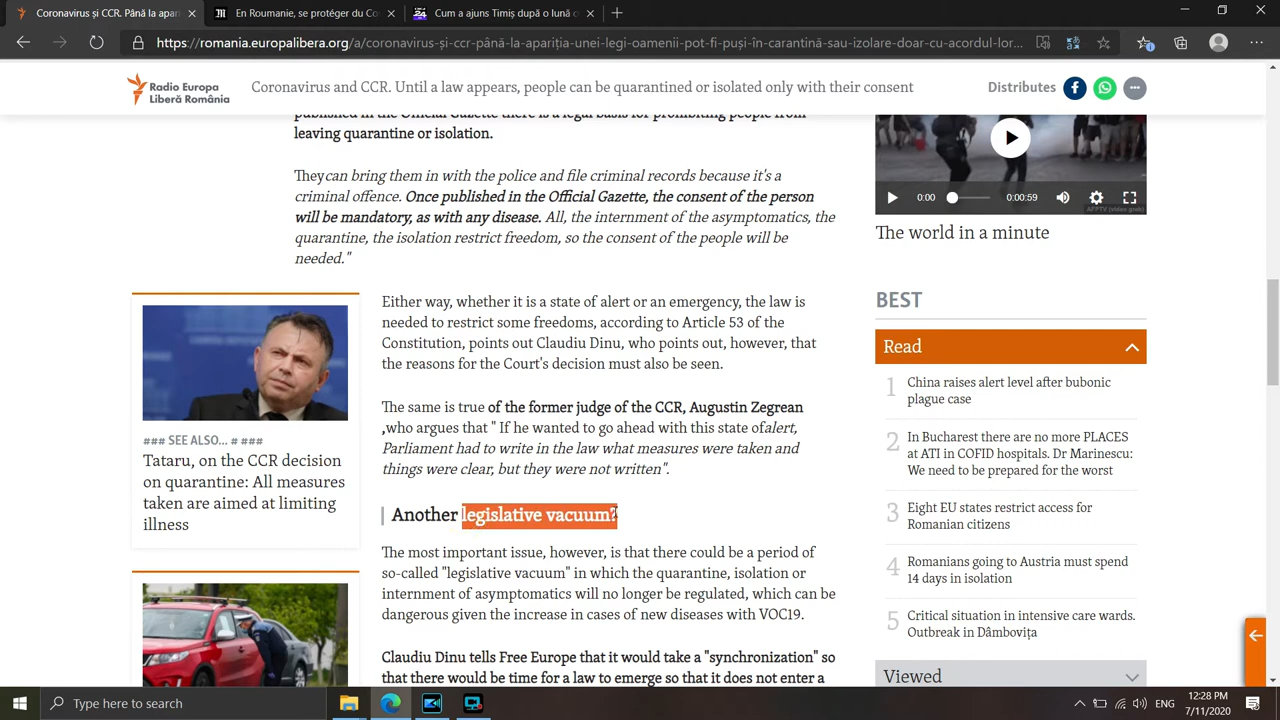 Coronavirus și CCR. Până la apari
En Roumanie, se protéger du Co
Cum a ajuns Timiș după o lună c
https://romania.europalibera.org/a/coronavirus-și-ccr-până-la-apariția-unei-legi-oamenii-pot-fi-puși-în-carantină-sau-izolare-doar-cu-acordul-lor...
Radio Europa
Liberă România
Coronavirus and CCR. Until a law appears, people can be quarantined or isolated only with their consent
Distributes
published in the Official Gazette there is a legal basis for prohibiting people from
leaving quarantine or isolation.
They can bring them in with the police and file criminal records because it's a
criminal offence. Once published in the Official Gazette, the consent of the person
will be mandatory, as with any disease. All, the internment of the asymptomatics, the
quarantine, the isolation restrict freedom, so the consent of the people will be
needed."
### SEE ALSO... # ###
Tataru, on the CCR decision
on quarantine: All measures
taken are aimed at limiting
illness
Either way, whether it is a state of alert or an emergency, the law is
needed to restrict some freedoms, according to Article 53 of the
Constitution, points out Claudiu Dinu, who points out, however, that
the reasons for the Court's decision must also be seen.
The same is true of the former judge of the CCR, Augustin Zegrean
,who argues that " If he wanted to go ahead with this state ofalert,
Parliament had to write in the law what measures were taken and
things were clear, but they were not written".
Another legislative vacuum?
The most important issue, however, is that there could be a period of
so-called "legislative vacuum" in which the quarantine, isolation or
internment of asymptomatics will no longer be regulated, which can be
dangerous given the increase in cases of new diseases with VOC19.
Claudiu Dinu tells Free Europe that it would take a "synchronization" so
that there would be time for a law to emerge so that it does not enter a
0:00
0:00:59
AFPTV (video grab)
The world in a minute
BEST
Read
1 China raises alert level after bubonic
plague case
2 In Bucharest there are no more PLACES
at ATI in COFID hospitals. Dr Marinescu:
We need to be prepared for the worst
3 Eight EU states restrict access for
Romanian citizens
4 Romanians going to Austria must spend
14 days in isolation
5 Critical situation in intensive care wards.
Outbreak in Dâmbovița
Viewed
Type here to search
ENG
12:28 PM
7/11/2020